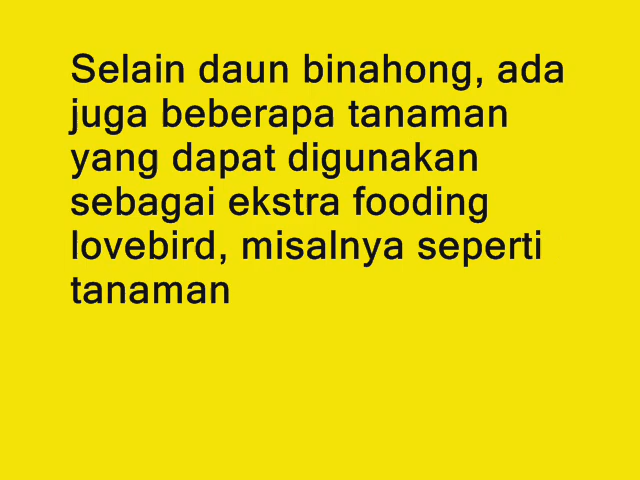 Selain daun binahong, ada
juga beberapa tanaman
yang dapat digunakan
sebagai ekstra fooding
lovebird, misalnya seperti
tanaman